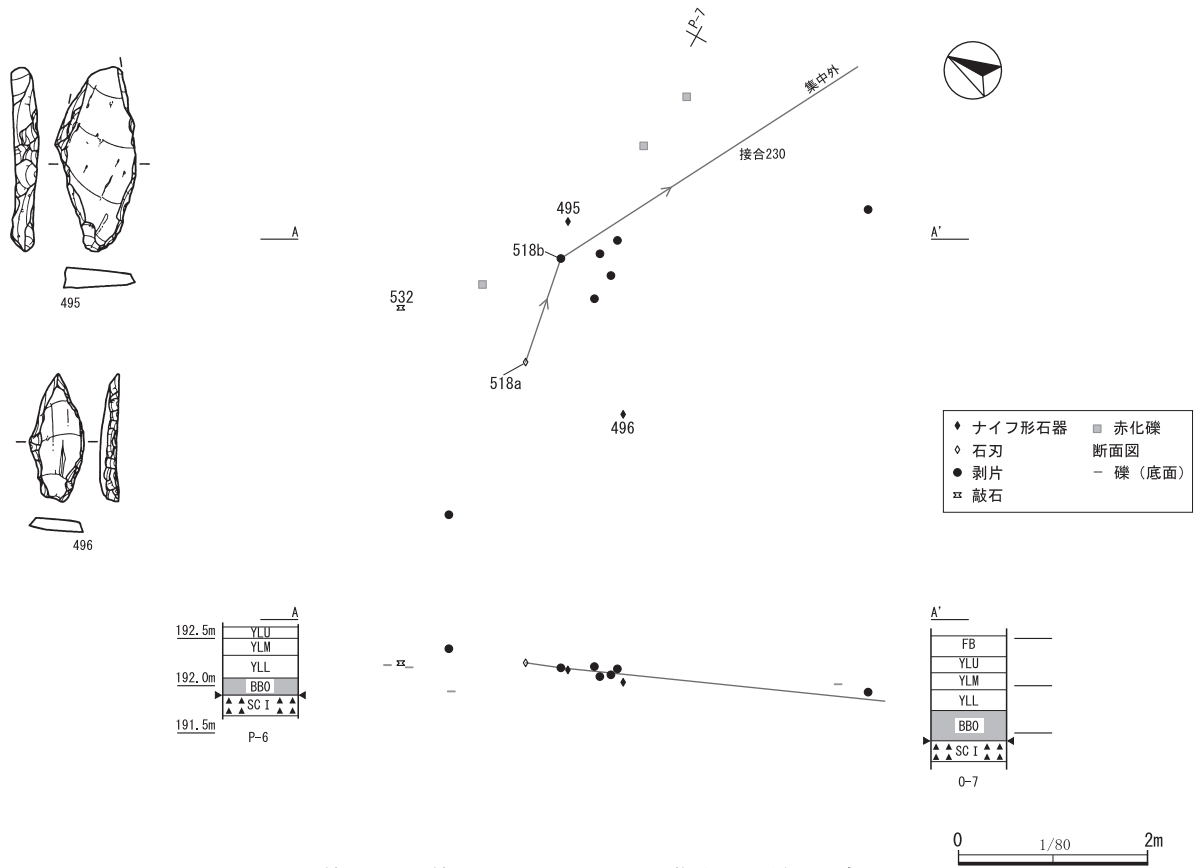 P-7
集中外
接合230
495
518b
532
518a
496
A
A'
495
496
ナイフ形石器
石刃
剥片
敲石
赤化礫
断面図
礫（底面）
A
A'
192.5m
192.0m
191.5m
YLU
YLM
YLL
BBO
SCⅠ
P-6
FB
YLU
YLM
YLL
BBO
SCⅠ
O-7
0
1/80
2m